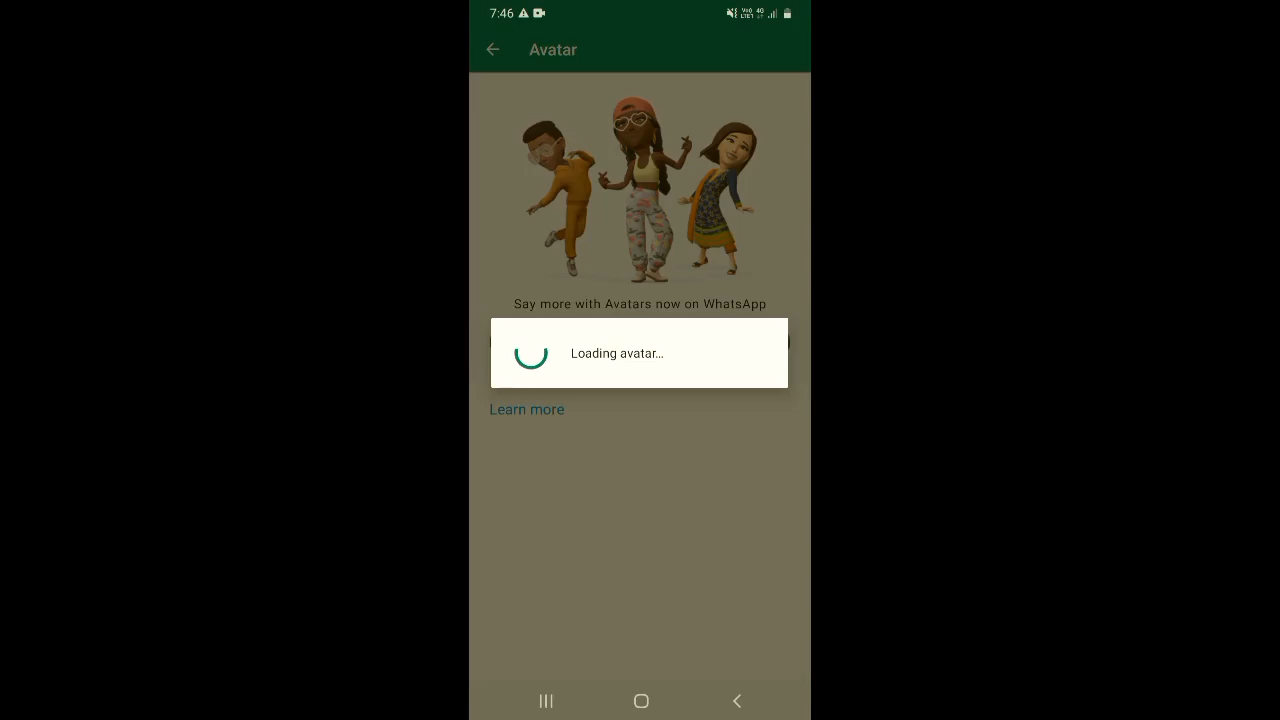 7:46
Avatar
Say more with Avatars now on WhatsApp
Loading avatar...
Learn more